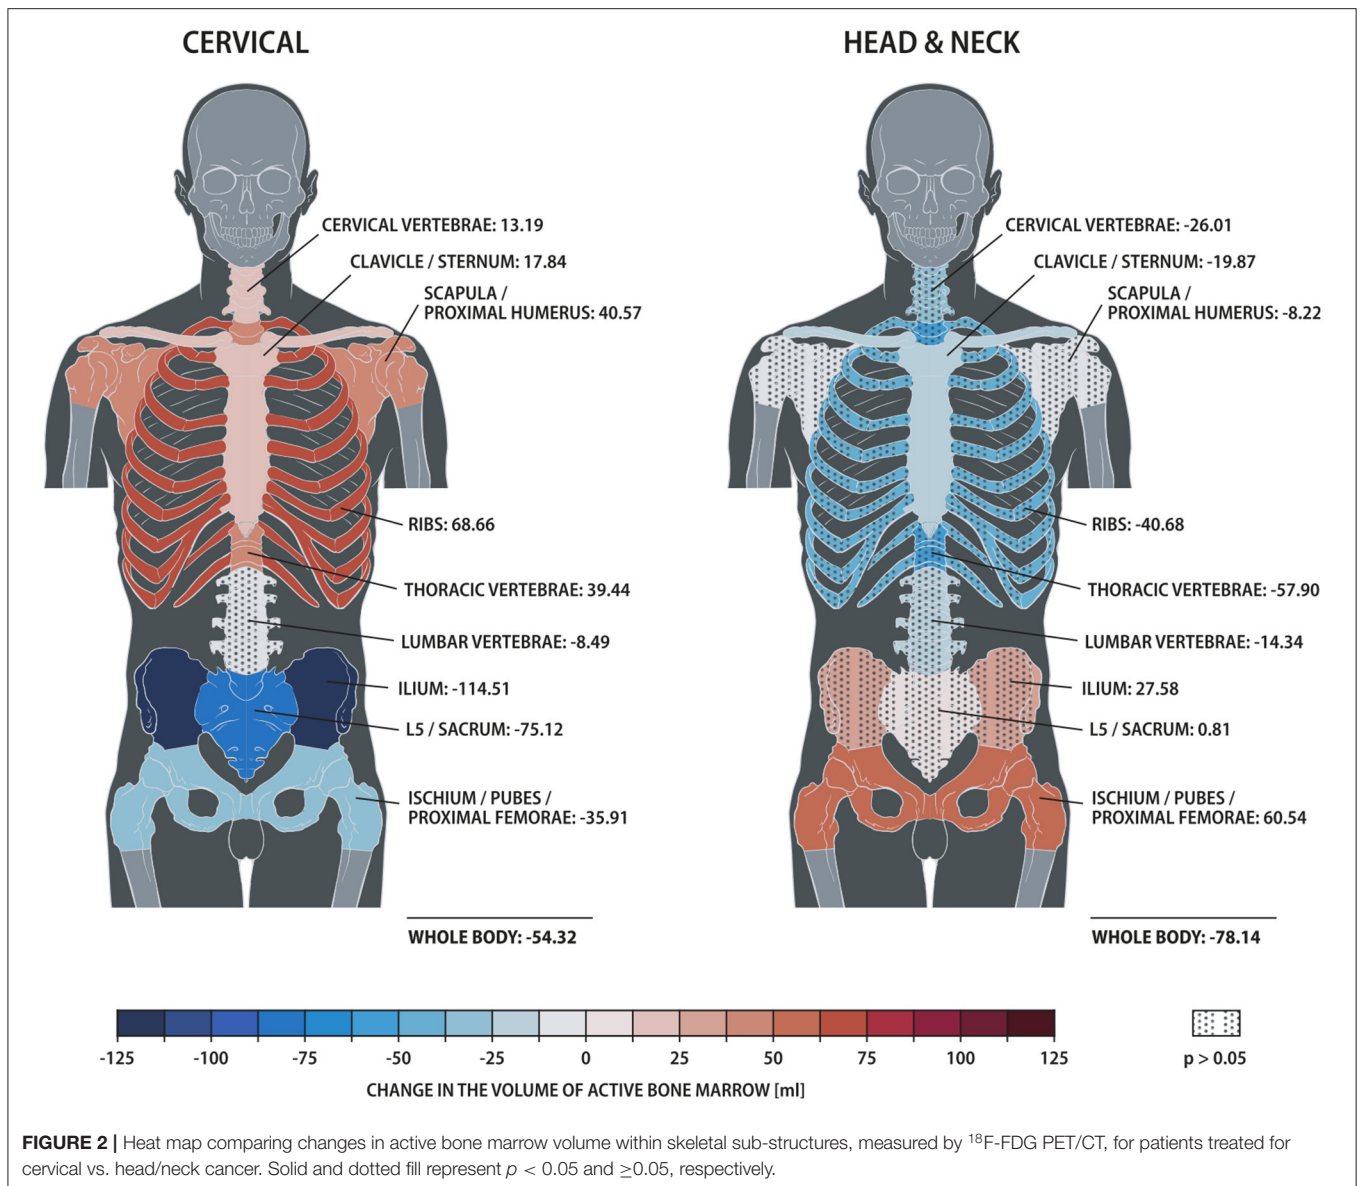 CERVICAL
CERVICAL VERTEBRAE: 13.19
CLAVICLE / STERNUM: 17.84
SCAPULA /
PROXIMAL HUMERUS: 40.57
RIBS: 68.66
THORACIC VERTEBRAE: 39.44
LUMBAR VERTEBRAE: -8.49
ILIUM: -114.51
L5 / SACRUM: -75.12
ISCHIUM / PUBES /
PROXIMAL FEMORAE: -35.91
WHOLE BODY: -54.32
HEAD & NECK
CERVICAL VERTEBRAE: -26.01
CLAVICLE / STERNUM: -19.87
SCAPULA /
PROXIMAL HUMERUS: -8.22
RIBS: -40.68
THORACIC VERTEBRAE: -57.90
LUMBAR VERTEBRAE: -14.34
ILIUM: 27.58
L5 / SACRUM: 0.81
ISCHIUM / PUBES /
PROXIMAL FEMORAE: 60.54
WHOLE BODY: -78.14
-125 -100 -75 -50 -25 0 25 50 75 100 125
CHANGE IN THE VOLUME OF ACTIVE BONE MARROW [ml]
p > 0.05
FIGURE 2 | Heat map comparing changes in active bone marrow volume within skeletal sub-structures, measured by ¹⁸F-FDG PET/CT, for patients treated for
cervical vs. head/neck cancer. Solid and dotted fill represent p < 0.05 and ≥0.05, respectively.